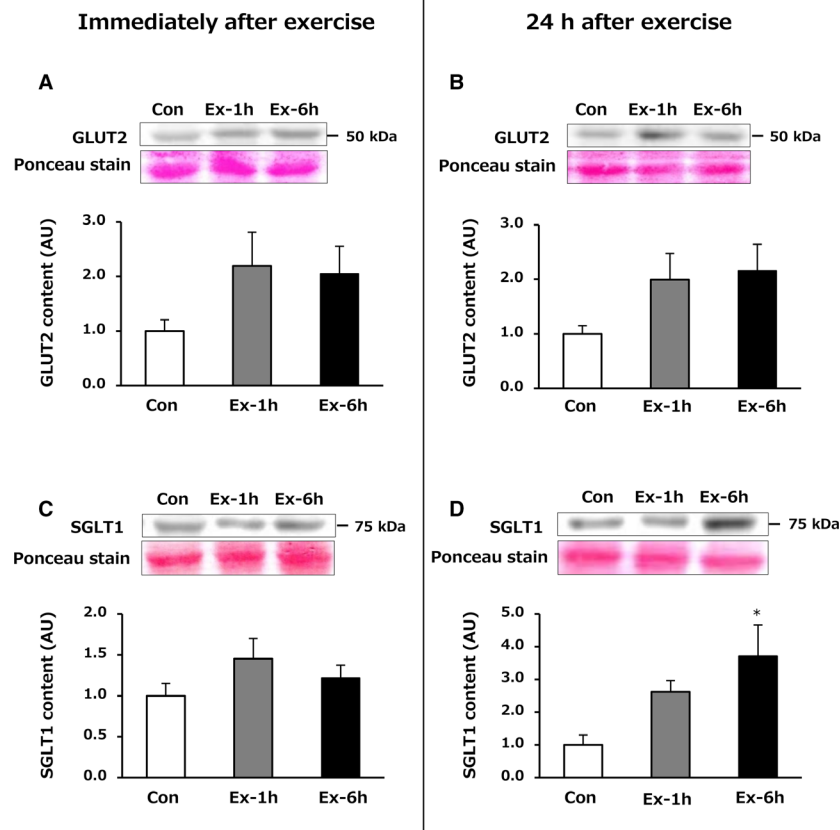 Immediately after exercise
24 h after exercise
A
Con Ex-1h Ex-6h
GLUT2 50 kDa
Ponceau stain
GLUT2 content (AU)
3.0
2.0
1.0
0.0
Con Ex-1h Ex-6h
B
Con Ex-1h Ex-6h
GLUT2 50 kDa
Ponceau stain
GLUT2 content (AU)
3.0
2.0
1.0
0.0
Con Ex-1h Ex-6h
C
Con Ex-1h Ex-6h
SGLT1 75 kDa
Ponceau stain
SGLT1 content (AU)
2.0
1.5
1.0
0.5
0.0
Con Ex-1h Ex-6h
D
Con Ex-1h Ex-6h
SGLT1 75 kDa
Ponceau stain
SGLT1 content (AU)
5.0
*
4.0
3.0
2.0
1.0
0.0
Con Ex-1h Ex-6h